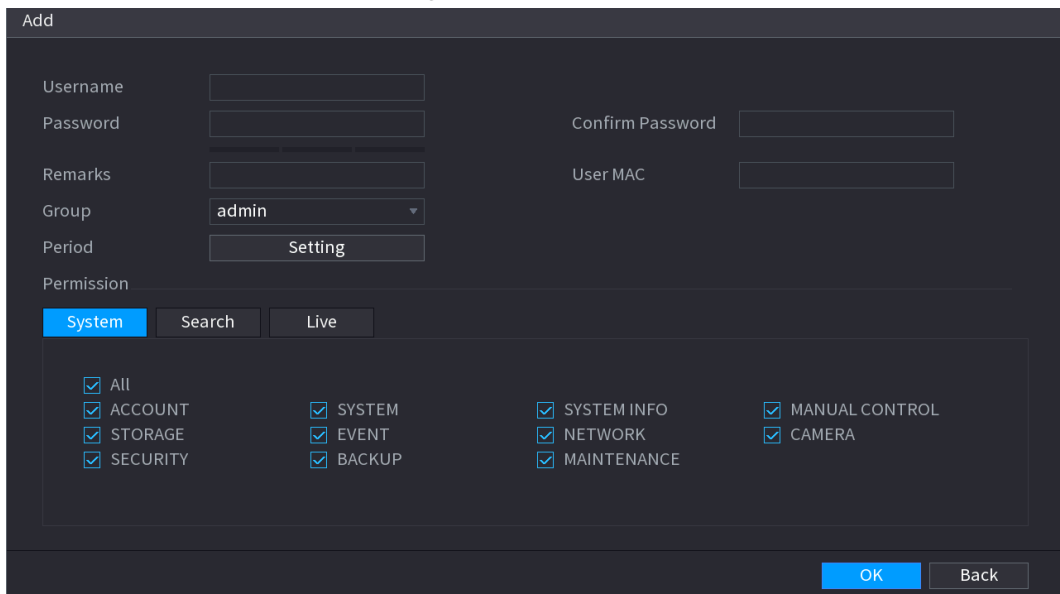 Add
Username
Password Confirm Password
Remarks User MAC
Group admin
Period Setting
Permission
System Search Live
All
ACCOUNT SYSTEM SYSTEM INFO MANUAL CONTROL
STORAGE EVENT NETWORK CAMERA
SECURITY BACKUP MAINTENANCE
OK Back